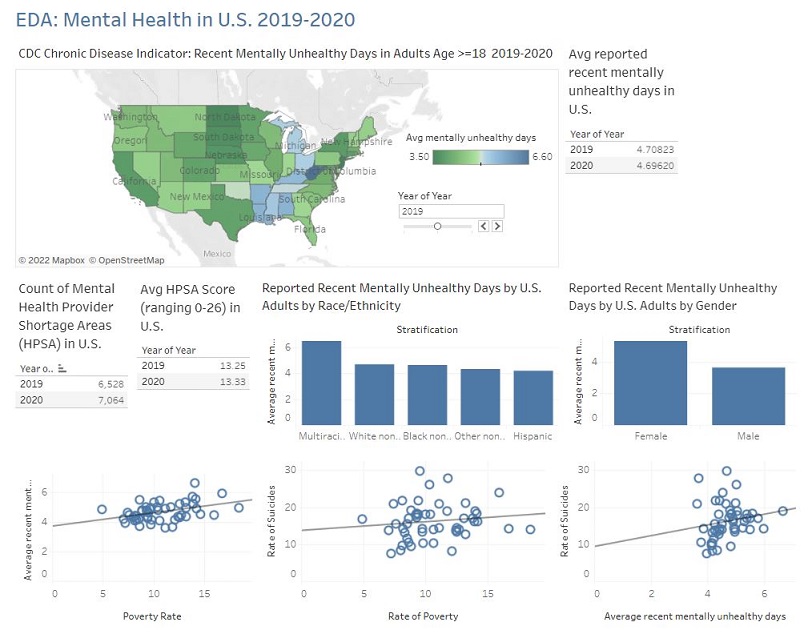 EDA: Mental Health in U.S. 2019-2020
CDC Chronic Disease Indicator: Recent Mentally Unhealthy Days in Adults Age >=18 2019-2020
Washington
North Dakota
Oregon
South Dakota
Michigan
New Hampshire
Nebraska
Colorado
Missouri
District
Columbia
California
New Mexico
South Carolina
Louisiana
Florida
Mexico
© 2022 Mapbox © OpenStreetMap
Avg mentally unhealthy days
3.50 6.60
Year of Year
2019
Avg reported
recent mentally
unhealthy days in
U.S.
Year of Year
2019 4.70823
2020 4.69620
Count of Mental
Health Provider
Shortage Areas
(HPSA) in U.S.
Year o..
2019 6,528
2020 7,064
Avg HPSA Score
(ranging 0-26) in
U.S.
Year of Year
2019 13.25
2020 13.33
Reported Recent Mentally Unhealthy Days by U.S.
Adults by Race/Ethnicity
Stratification
Average recent m...
6
4
2
0
Multiraci.. White non.. Black non.. Other non.. Hispanic
Reported Recent Mentally Unhealthy
Days by U.S. Adults by Gender
Stratification
Average recent m...
4
2
0
Female Male
Average recent ment...
6
4
2
0
0 5 10 15
Poverty Rate
Rate of Suicides
30
20
10
0
0 5 10 15
Rate of Poverty
Rate of Suicides
30
20
10
0
0 2 4 6
Average recent mentally unhealthy days